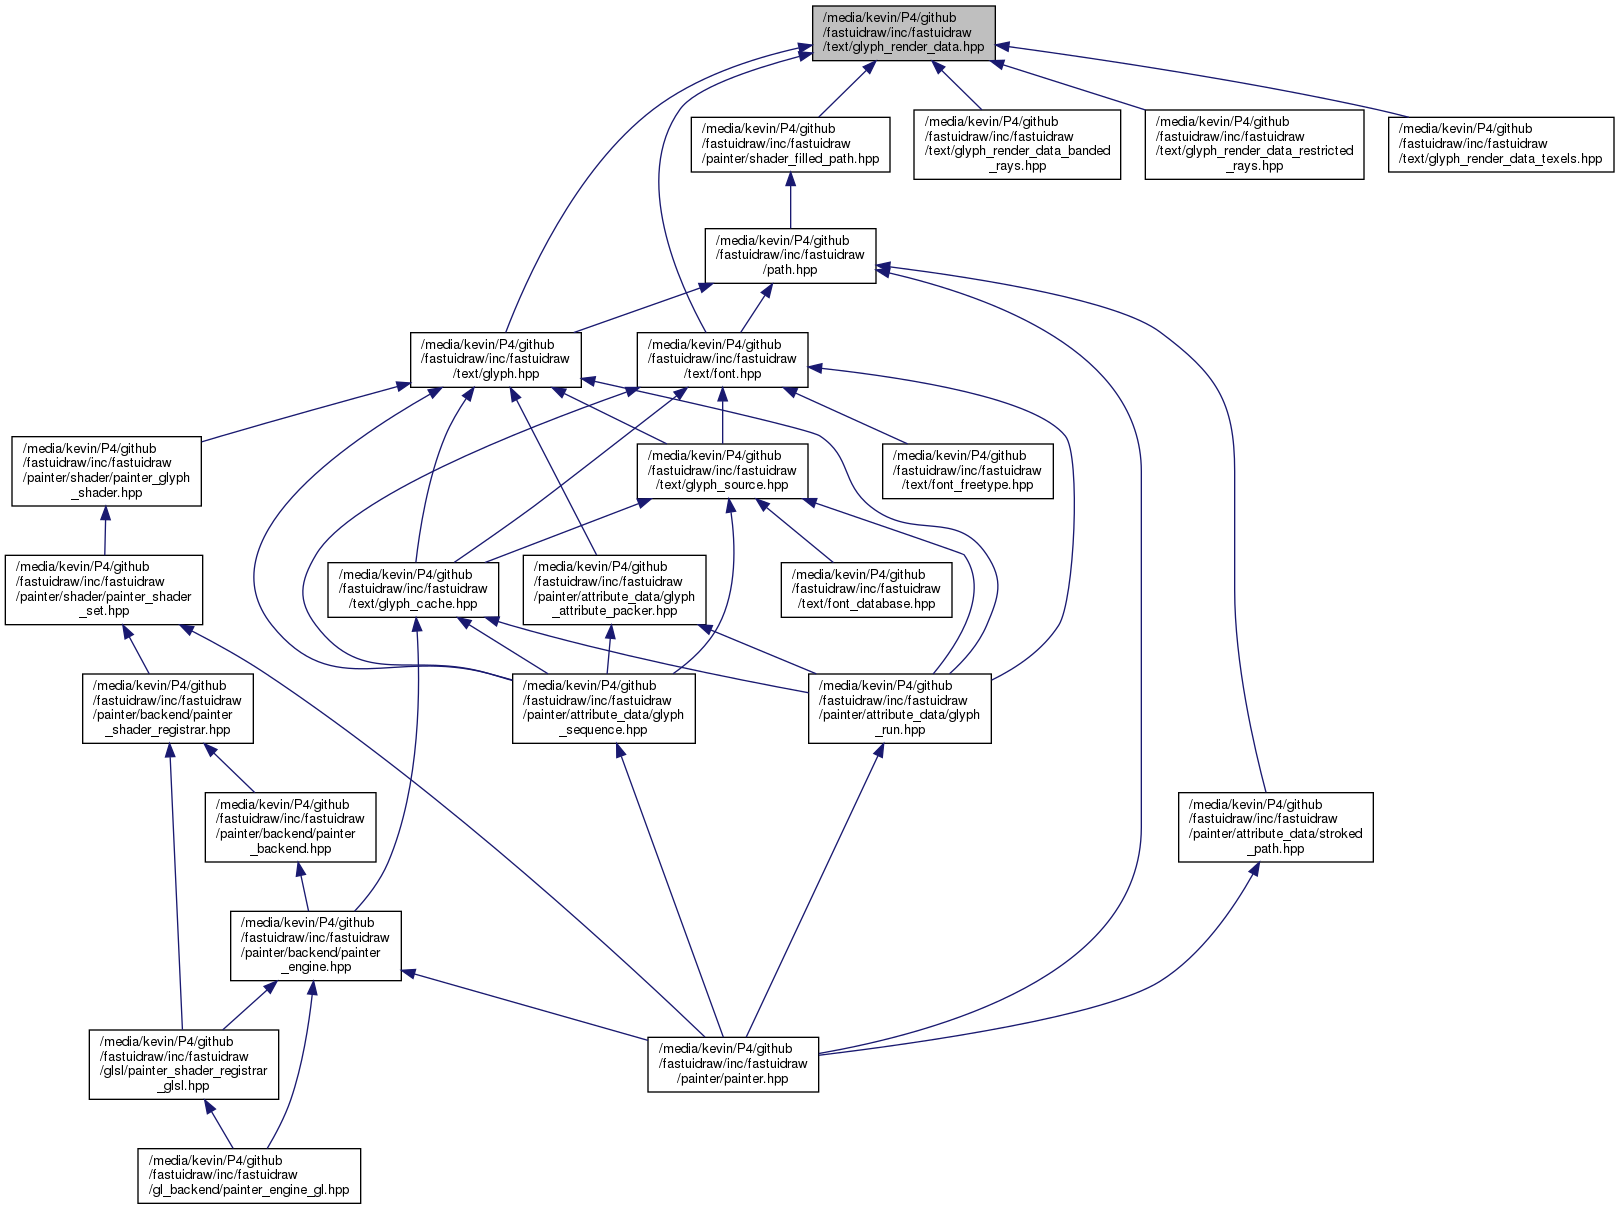 /media/kevin/P4/github
/fastuidraw/inc/fastuidraw
/text/glyph_render_data.hpp
/media/kevin/P4/github
/fastuidraw/inc/fastuidraw
/painter/shader_filled_path.hpp
/media/kevin/P4/github
/fastuidraw/inc/fastuidraw
/text/glyph_render_data_banded
_rays.hpp
/media/kevin/P4/github
/fastuidraw/inc/fastuidraw
/text/glyph_render_data_restricted
_rays.hpp
/media/kevin/P4/github
/fastuidraw/inc/fastuidraw
/text/glyph_render_data_texels.hpp
/media/kevin/P4/github
/fastuidraw/inc/fastuidraw
/path.hpp
/media/kevin/P4/github
/fastuidraw/inc/fastuidraw
/text/glyph.hpp
/media/kevin/P4/github
/fastuidraw/inc/fastuidraw
/text/font.hpp
/media/kevin/P4/github
/fastuidraw/inc/fastuidraw
/painter/shader/painter_glyph
_shader.hpp
/media/kevin/P4/github
/fastuidraw/inc/fastuidraw
/text/glyph_source.hpp
/media/kevin/P4/github
/fastuidraw/inc/fastuidraw
/text/font_freetype.hpp
/media/kevin/P4/github
/fastuidraw/inc/fastuidraw
/painter/shader/painter_shader
_set.hpp
/media/kevin/P4/github
/fastuidraw/inc/fastuidraw
/text/glyph_cache.hpp
/media/kevin/P4/github
/fastuidraw/inc/fastuidraw
/painter/attribute_data/glyph
_attribute_packer.hpp
/media/kevin/P4/github
/fastuidraw/inc/fastuidraw
/text/font_database.hpp
/media/kevin/P4/github
/fastuidraw/inc/fastuidraw
/painter/backend/painter
_shader_registrar.hpp
/media/kevin/P4/github
/fastuidraw/inc/fastuidraw
/painter/attribute_data/glyph
_sequence.hpp
/media/kevin/P4/github
/fastuidraw/inc/fastuidraw
/painter/attribute_data/glyph
_run.hpp
/media/kevin/P4/github
/fastuidraw/inc/fastuidraw
/painter/backend/painter
_backend.hpp
/media/kevin/P4/github
/fastuidraw/inc/fastuidraw
/painter/attribute_data/stroked
_path.hpp
/media/kevin/P4/github
/fastuidraw/inc/fastuidraw
/painter/backend/painter
_engine.hpp
/media/kevin/P4/github
/fastuidraw/inc/fastuidraw
/glsl/painter_shader_registrar
_glsl.hpp
/media/kevin/P4/github
/fastuidraw/inc/fastuidraw
/painter/painter.hpp
/media/kevin/P4/github
/fastuidraw/inc/fastuidraw
/gl_backend/painter_engine_gl.hpp